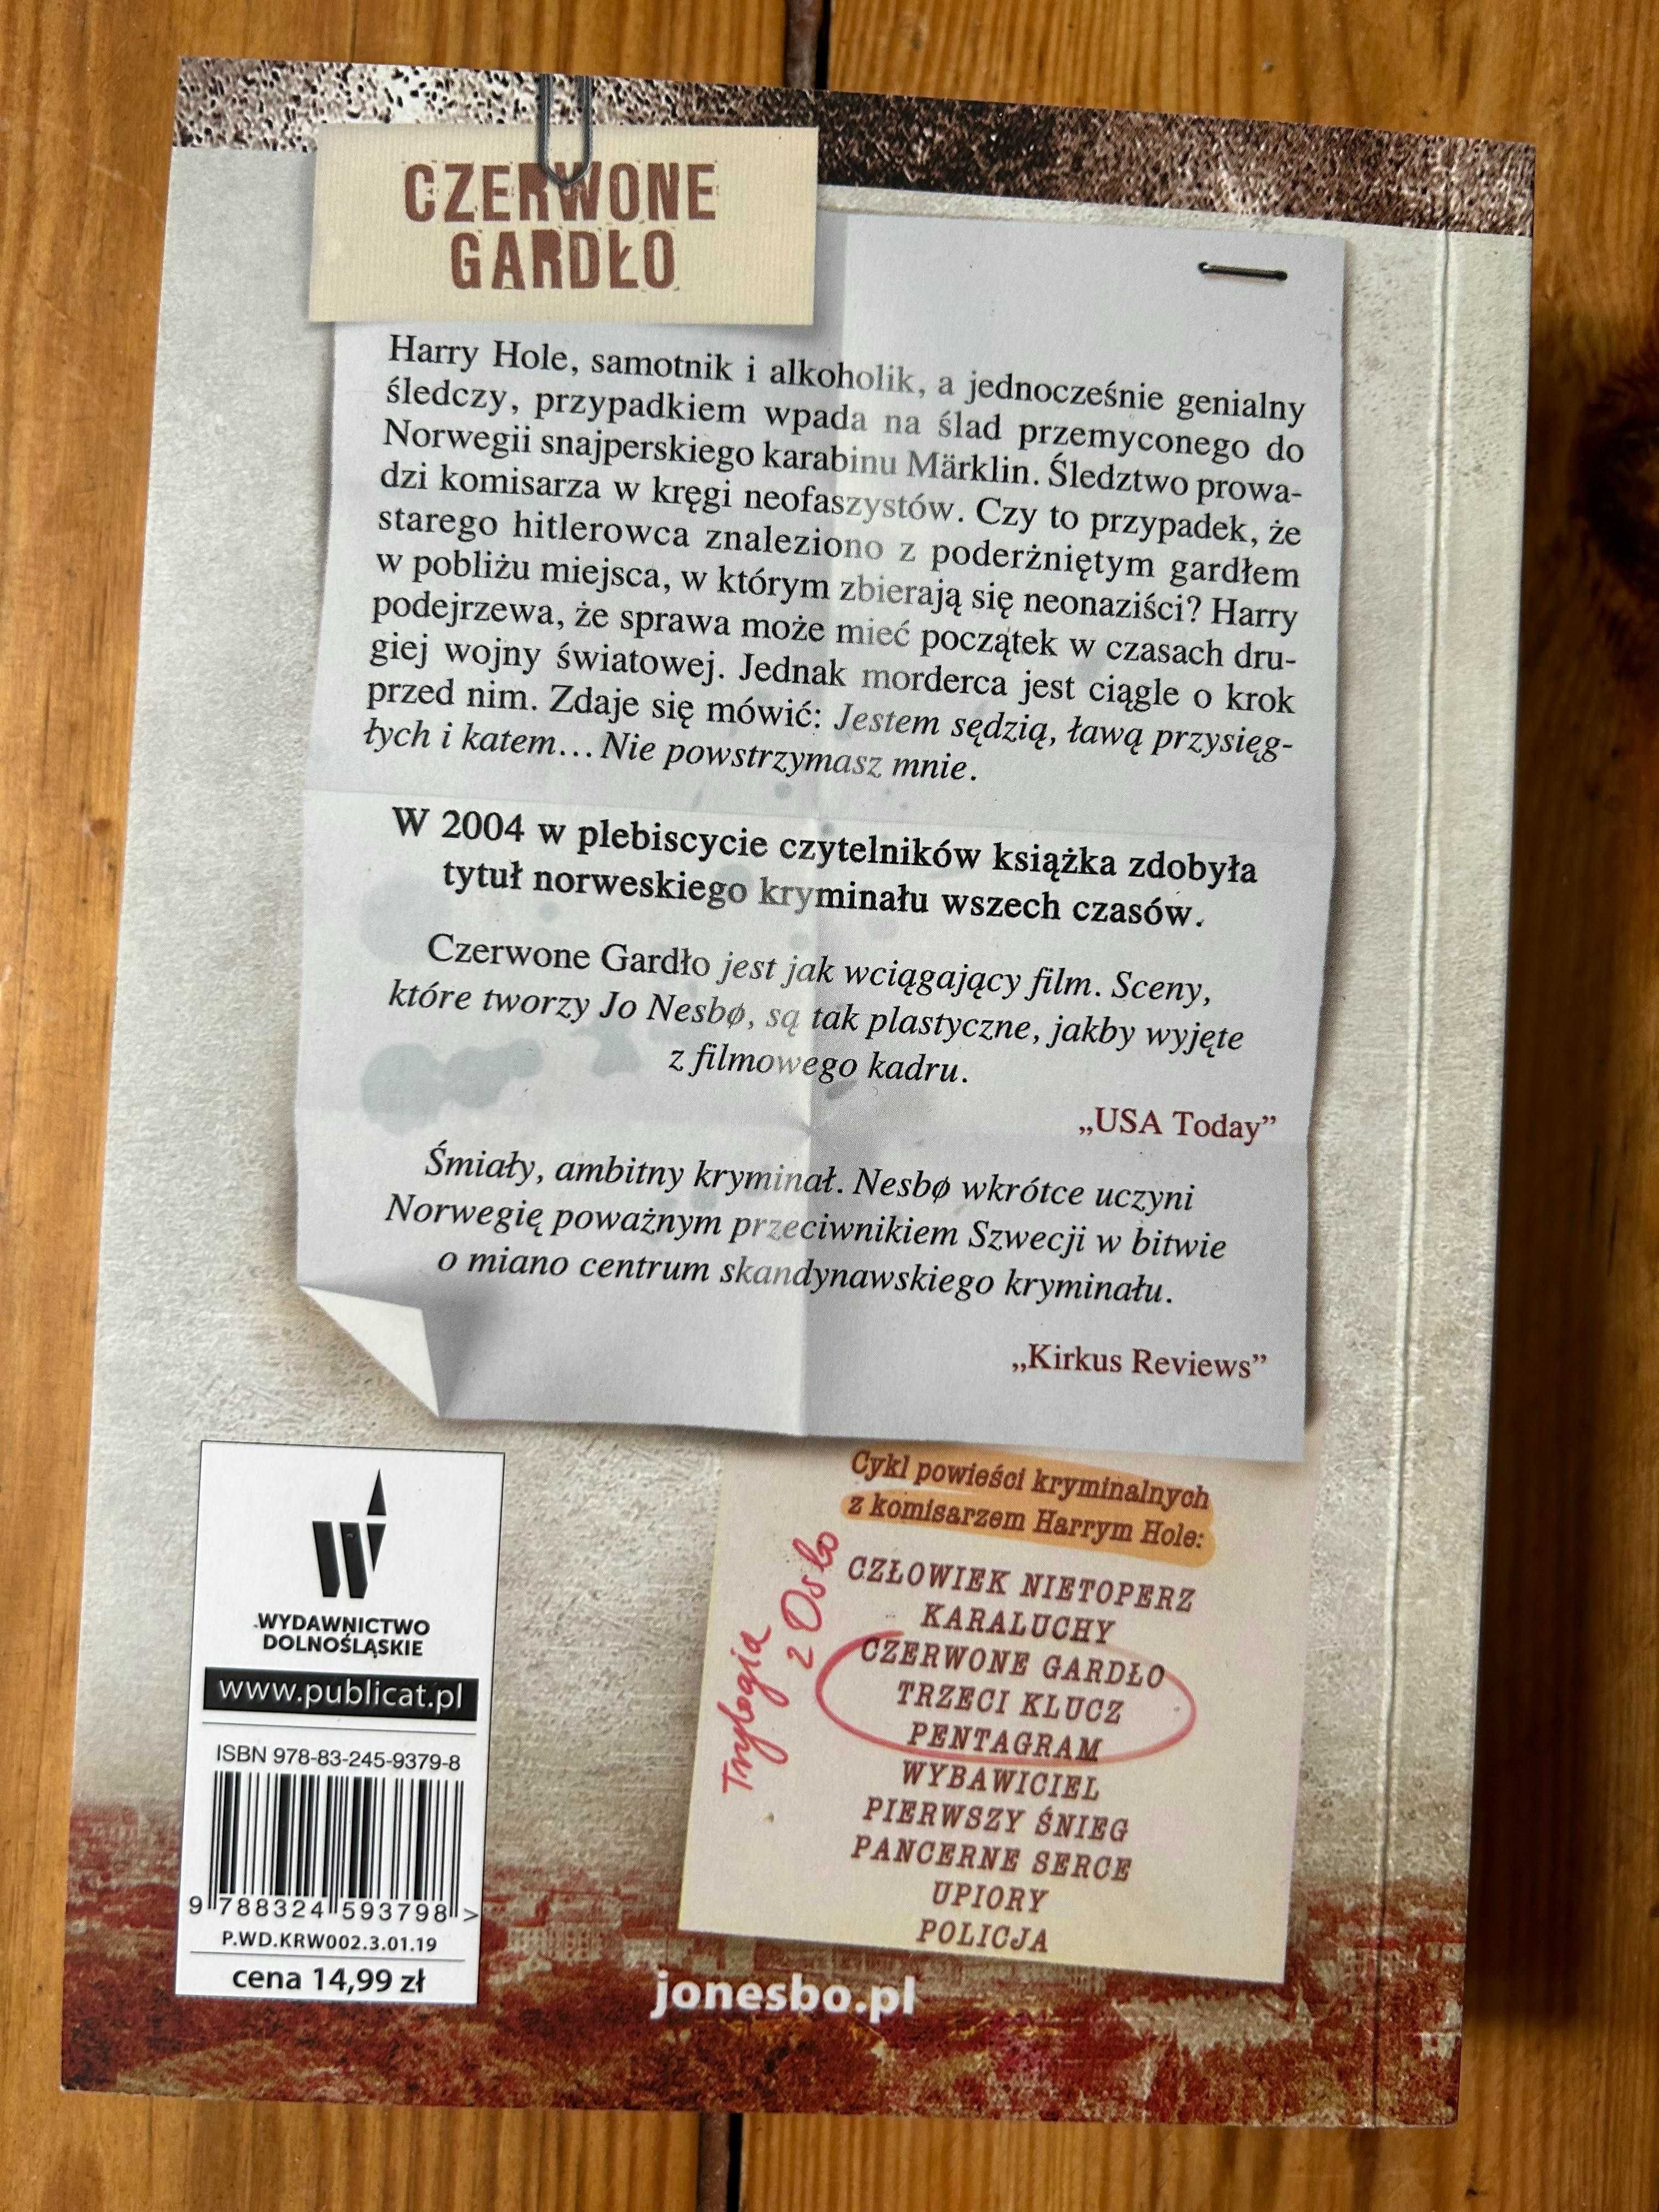 CZERWONE
GARDŁO
Harry Hole, samotnik i alkoholik, a jednocześnie genialny
śledczy, przypadkiem wpada na ślad przemyconego do
Norwegii snajperskiego karabinu Märklin. Śledztwo prowa-
dzi komisarza w kręgi neofaszystów. Czy to przypadek, że
starego hitlerowca znaleziono z poderżniętym gardłem
w pobliżu miejsca, w którym zbierają się neonaziści? Harry
podejrzewa, że sprawa może mieć początek w czasach dru-
giej wojny światowej. Jednak morderca jest ciągle o krok
przed nim. Zdaje się mówić: Jestem sędzią, ławą przysięg-
łych i katem... Nie powstrzymasz mnie.
W 2004 w plebiscycie czytelników książka zdobyła
tytuł norweskiego kryminału wszech czasów.
Czerwone Gardło jest jak wciągający film. Sceny,
które tworzy Jo Nesbø, są tak plastyczne, jakby wyjęte
z filmowego kadru.
„USA Today”
Śmiały, ambitny kryminał. Nesbø wkrótce uczyni
Norwegię poważnym przeciwnikiem Szwecji w bitwie
o miano centrum skandynawskiego kryminału.
„Kirkus Reviews”
Cykl powieści kryminalnych
z komisarzem Harrym Hole:
CZŁOWIEK NIETOPERZ
KARALUCHY
CZERWONE GARDŁO
TRZECI KLUCZ
PENTAGRAM
WYBAWICIEL
PIERWSZY ŚNIEG
PANCERNE SERCE
UPIORY
POLICJA
Trylogia
z Oslo
WYDAWNICTWO
DOLNOŚLĄSKIE
www.publicat.pl
ISBN 978-83-245-9379-8
9 788324 593798 >
P.WD.KRW002.3.01.19
cena 14,99 zł
jonesbo.pl